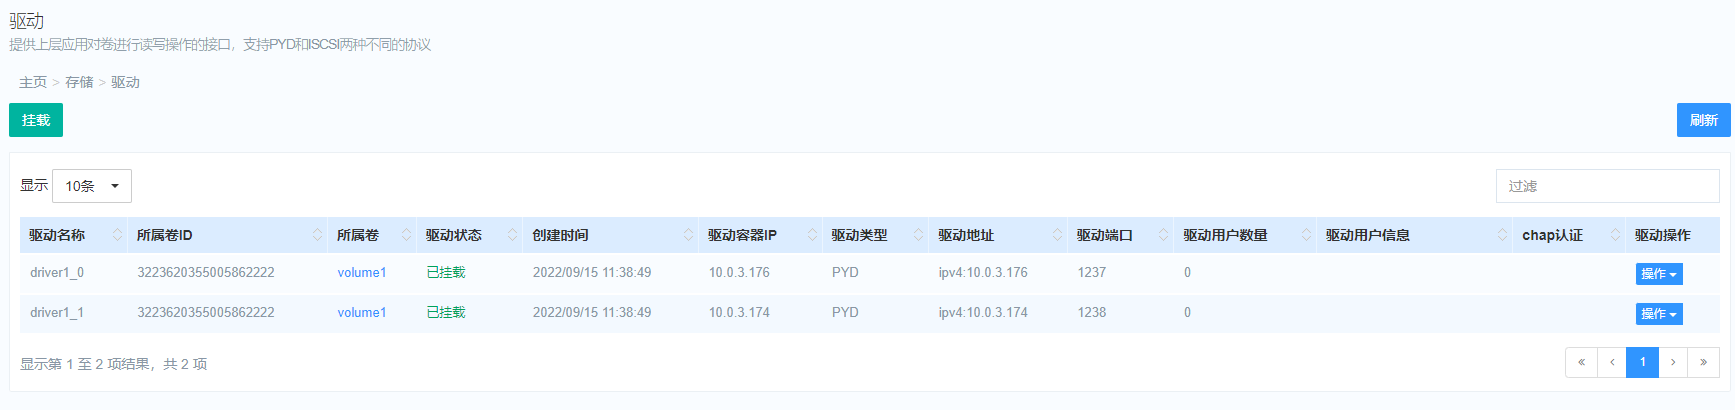 驱动
提供上层应用对卷进行读写操作的接口，支持PYD和ISCSI两种不同的协议
主页 > 存储 > 驱动
挂载 刷新
显示 10条 过滤
驱动名称 所属卷ID 所属卷 驱动状态 创建时间 驱动容器IP 驱动类型 驱动地址 驱动端口 驱动用户数量 驱动用户信息 chap认证 驱动操作
driver1_0 3223620355005862222 volume1 已挂载 2022/09/15 11:38:49 10.0.3.176 PYD ipv4:10.0.3.176 1237 0 操作
driver1_1 3223620355005862222 volume1 已挂载 2022/09/15 11:38:49 10.0.3.174 PYD ipv4:10.0.3.174 1238 0 操作
显示第 1 至 2 项结果，共 2 项 « ‹ 1 › »